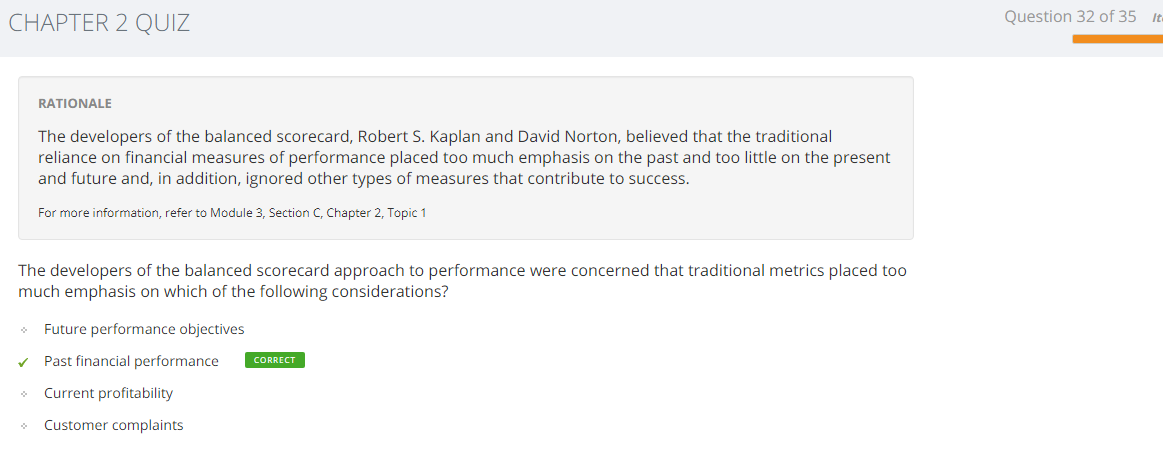 CHAPTER 2 QUIZ
Question 32 of 35
RATIONALE
The developers of the balanced scorecard, Robert S. Kaplan and David Norton, believed that the traditional
reliance on financial measures of performance placed too much emphasis on the past and too little on the present
and future and, in addition, ignored other types of measures that contribute to success.
For more information, refer to Module 3, Section C, Chapter 2, Topic 1
The developers of the balanced scorecard approach to performance were concerned that traditional metrics placed too
much emphasis on which of the following considerations?
Future performance objectives
Past financial performance CORRECT
Current profitability
Customer complaints